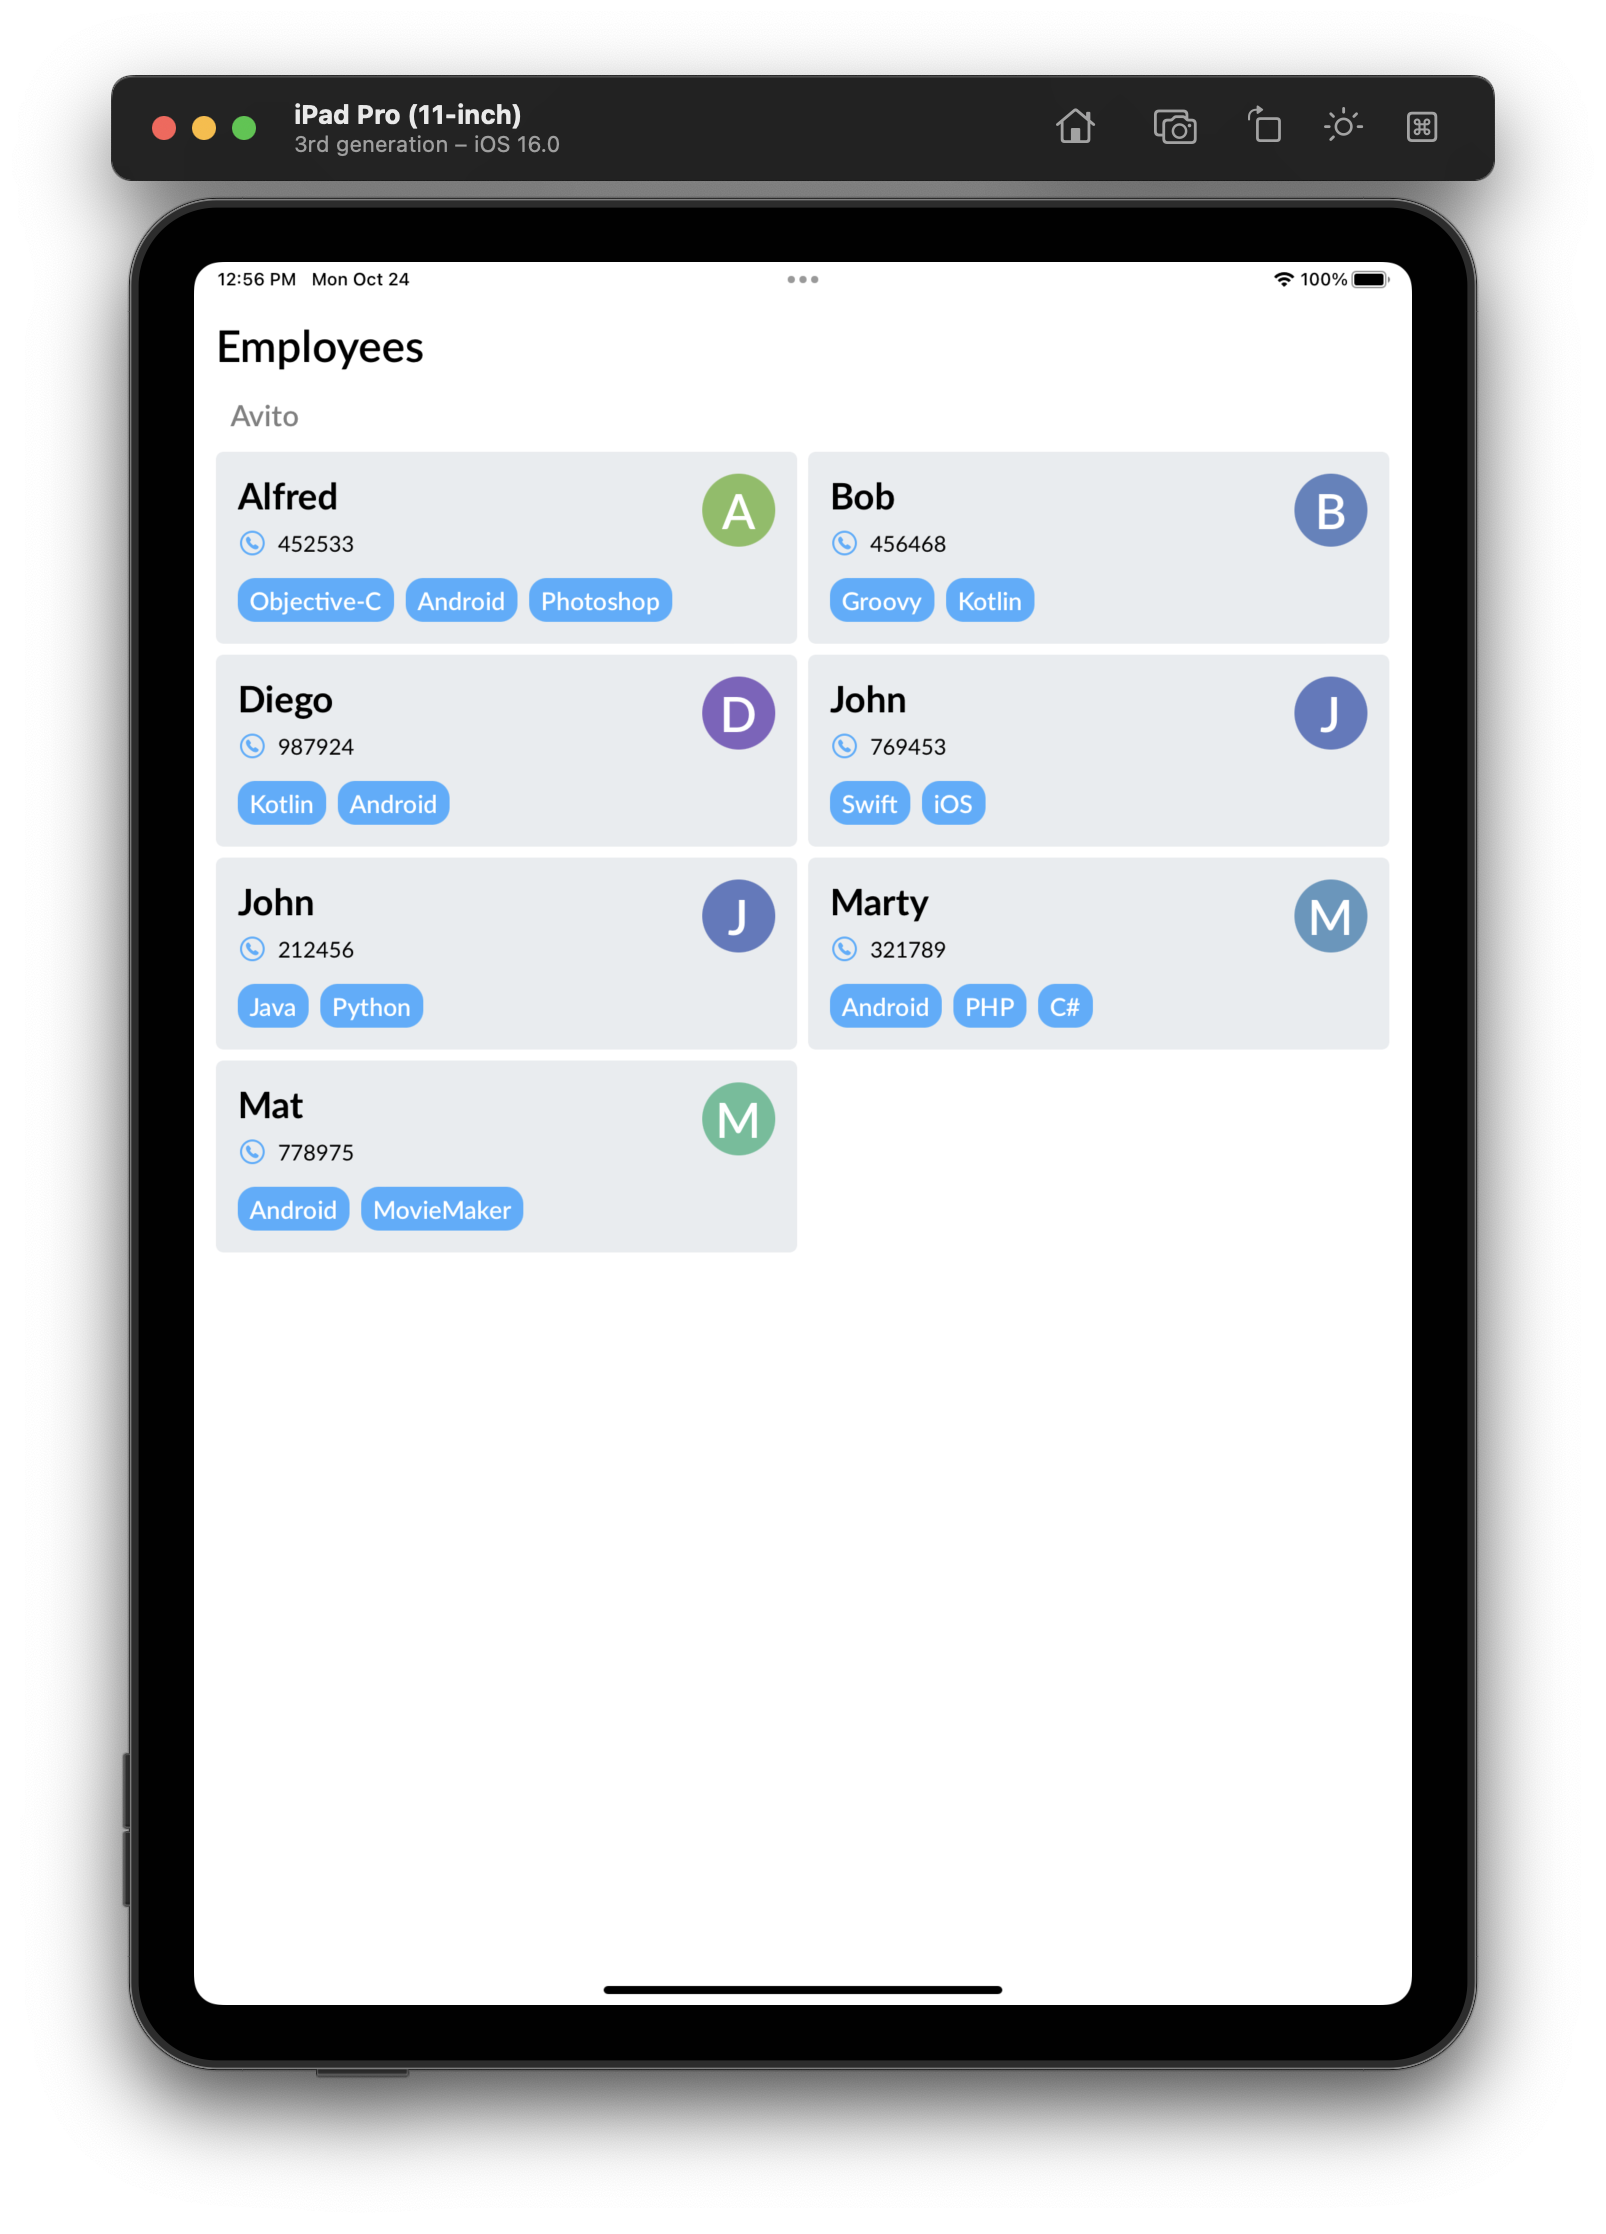 iPad Pro (11-inch)
3rd generation – iOS 16.0
12:56 PM Mon Oct 24
100%
Employees
Avito
Alfred
A
452533
Objective-C Android Photoshop
Bob
B
456468
Groovy Kotlin
Diego
D
987924
Kotlin Android
John
J
769453
Swift iOS
John
J
212456
Java Python
Marty
M
321789
Android PHP C#
Mat
M
778975
Android MovieMaker